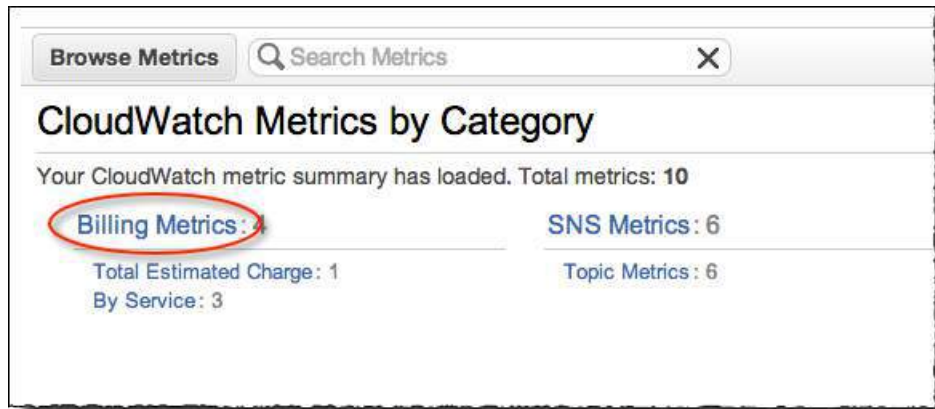 Browse Metrics Search Metrics
CloudWatch Metrics by Category
Your CloudWatch metric summary has loaded. Total metrics: 10
Billing Metrics: 4 SNS Metrics: 6
Total Estimated Charge: 1 Topic Metrics: 6
By Service: 3